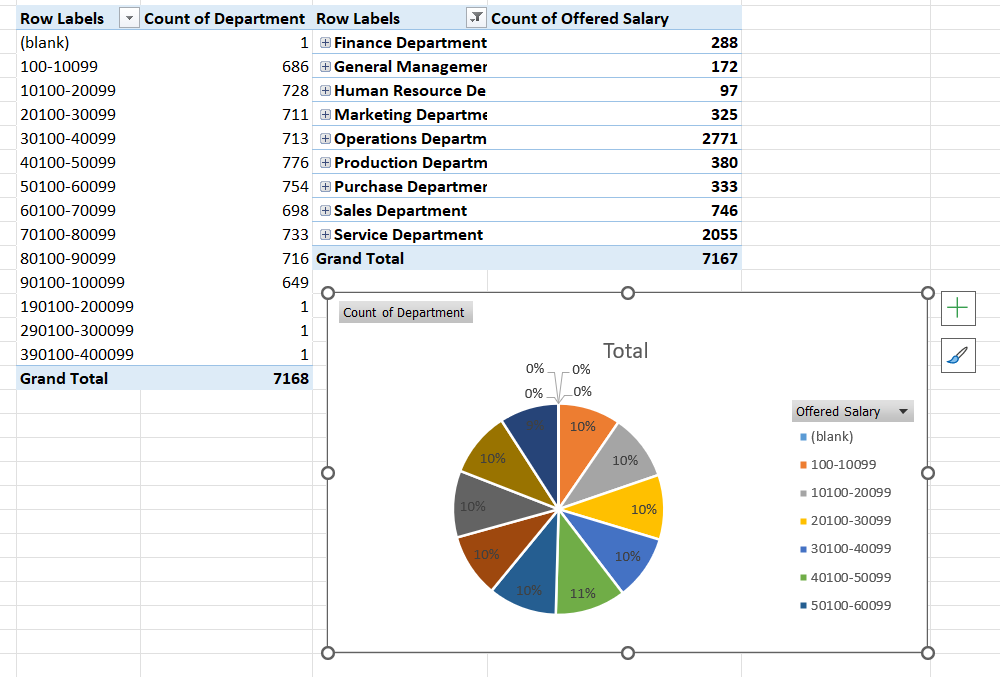 Row Labels Count of Department Row Labels Count of Offered Salary
(blank) 1 Finance Department 288
100-10099 686 General Managemer 172
10100-20099 728 Human Resource De 97
20100-30099 711 Marketing Departme 325
30100-40099 713 Operations Departm 2771
40100-50099 776 Production Departm 380
50100-60099 754 Purchase Departmer 333
60100-70099 698 Sales Department 746
70100-80099 733 Service Department 2055
80100-90099 716 Grand Total 7167
90100-100099 649
190100-200099 1
290100-300099 1
390100-400099 1
Grand Total 7168
Count of Department
Total
0% 0%
0% 0%
10%
10%
10%
10%
11%
10%
10%
10%
10%
Offered Salary
(blank)
100-10099
10100-20099
20100-30099
30100-40099
40100-50099
50100-60099